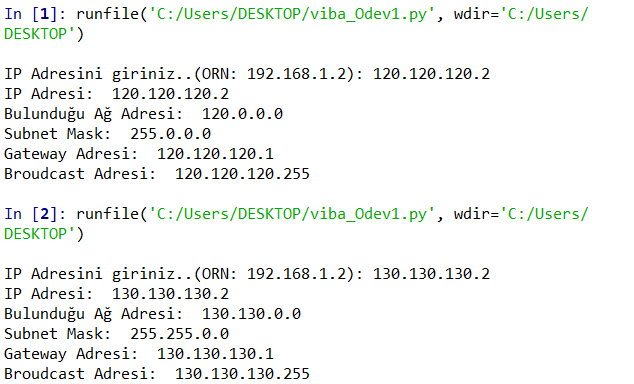 In [1]: runfile('C:/Users/DESKTOP/viba_Odev1.py', wdir='C:/Users/
DESKTOP')
IP Adresini giriniz..(ORN: 192.168.1.2): 120.120.120.2
IP Adresi:  120.120.120.2
Bulunduğu Ağ Adresi:  120.0.0.0
Subnet Mask:  255.0.0.0
Gateway Adresi:  120.120.120.1
Broudcast Adresi:  120.120.120.255
In [2]: runfile('C:/Users/DESKTOP/viba_Odev1.py', wdir='C:/Users/
DESKTOP')
IP Adresini giriniz..(ORN: 192.168.1.2): 130.130.130.2
IP Adresi:  130.130.130.2
Bulunduğu Ağ Adresi:  130.130.0.0
Subnet Mask:  255.255.0.0
Gateway Adresi:  130.130.130.1
Broudcast Adresi:  130.130.130.255